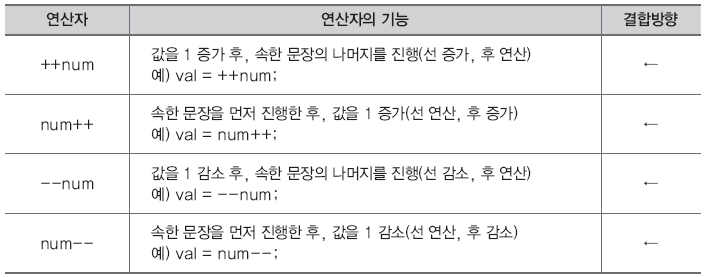 연산자 연산자의 기능 결합방향
++num 값을 1 증가 후, 속한 문장의 나머지를 진행(선 증가, 후 연산) ←
예) val = ++num;
num++ 속한 문장을 먼저 진행한 후, 값을 1 증가(선 연산, 후 증가) ←
예) val = num++;
--num 값을 1 감소 후, 속한 문장의 나머지를 진행(선 감소, 후 연산) ←
예) val = --num;
num-- 속한 문장을 먼저 진행한 후, 값을 1 감소(선 연산, 후 감소) ←
예) val = num--;